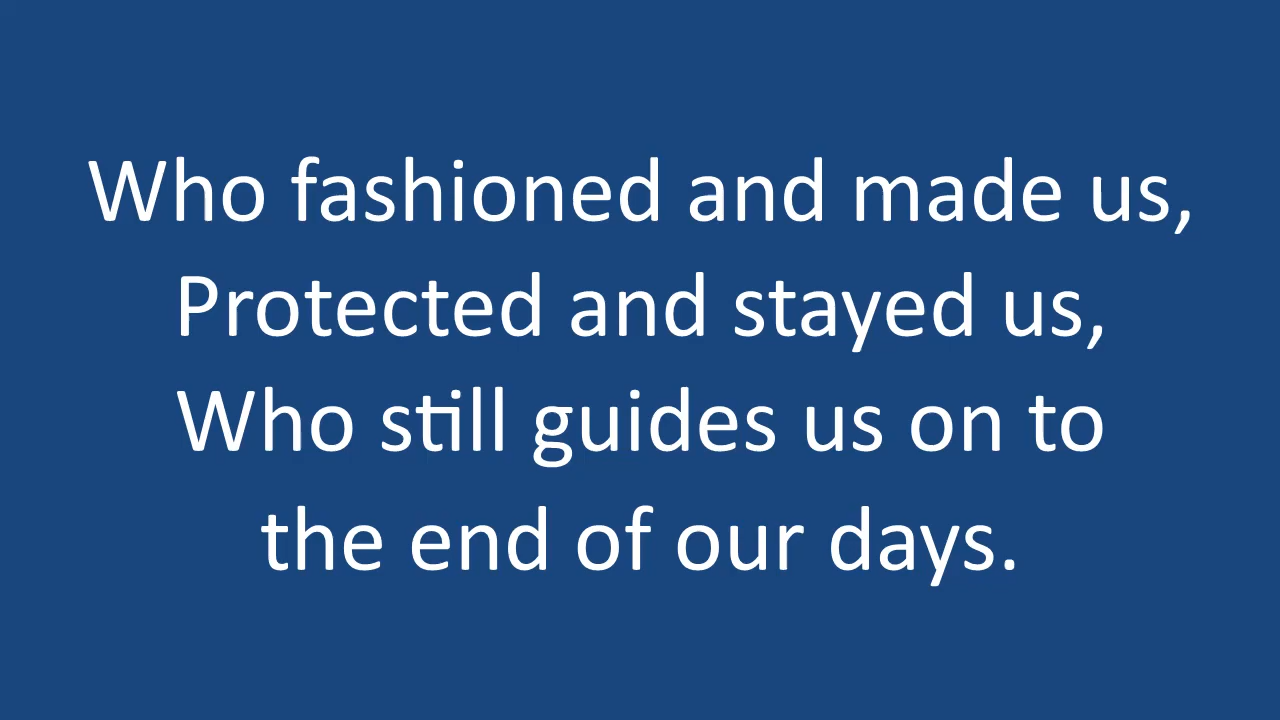 Who fashioned and made us,
Protected and stayed us,
Who still guides us on to
the end of our days.